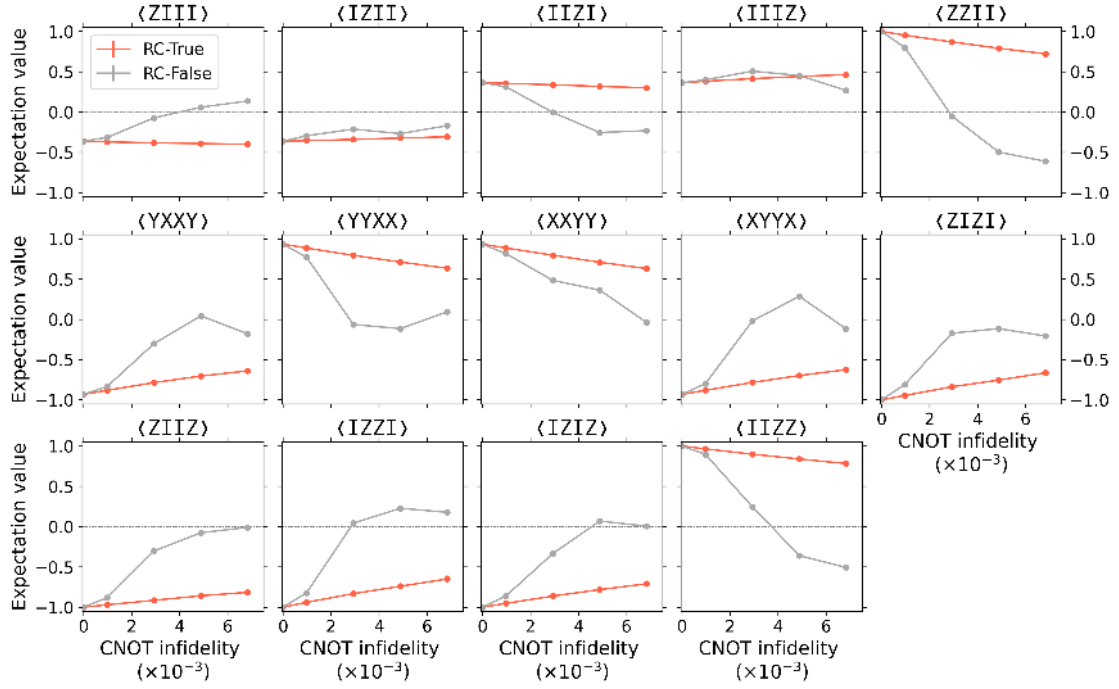 ⟨ZIII⟩ ⟨IZII⟩ ⟨IIZI⟩ ⟨IIIZ⟩ ⟨ZZII⟩
Expectation value
1.0
0.5
0.0
−0.5
−1.0
RC-True
RC-False
1.0
0.5
0.0
−0.5
−1.0
⟨YXXY⟩ ⟨YYXX⟩ ⟨XXYY⟩ ⟨XYYX⟩ ⟨ZIZI⟩
Expectation value
1.0
0.5
0.0
−0.5
−1.0
1.0
0.5
0.0
−0.5
−1.0
0 2 4 6
CNOT infidelity
(×10⁻³)
⟨ZIIZ⟩ ⟨IZZI⟩ ⟨IZIZ⟩ ⟨IIZZ⟩
Expectation value
1.0
0.5
0.0
−0.5
−1.0
0 2 4 6 0 2 4 6 0 2 4 6 0 2 4 6
CNOT infidelity CNOT infidelity CNOT infidelity CNOT infidelity
(×10⁻³) (×10⁻³) (×10⁻³) (×10⁻³)